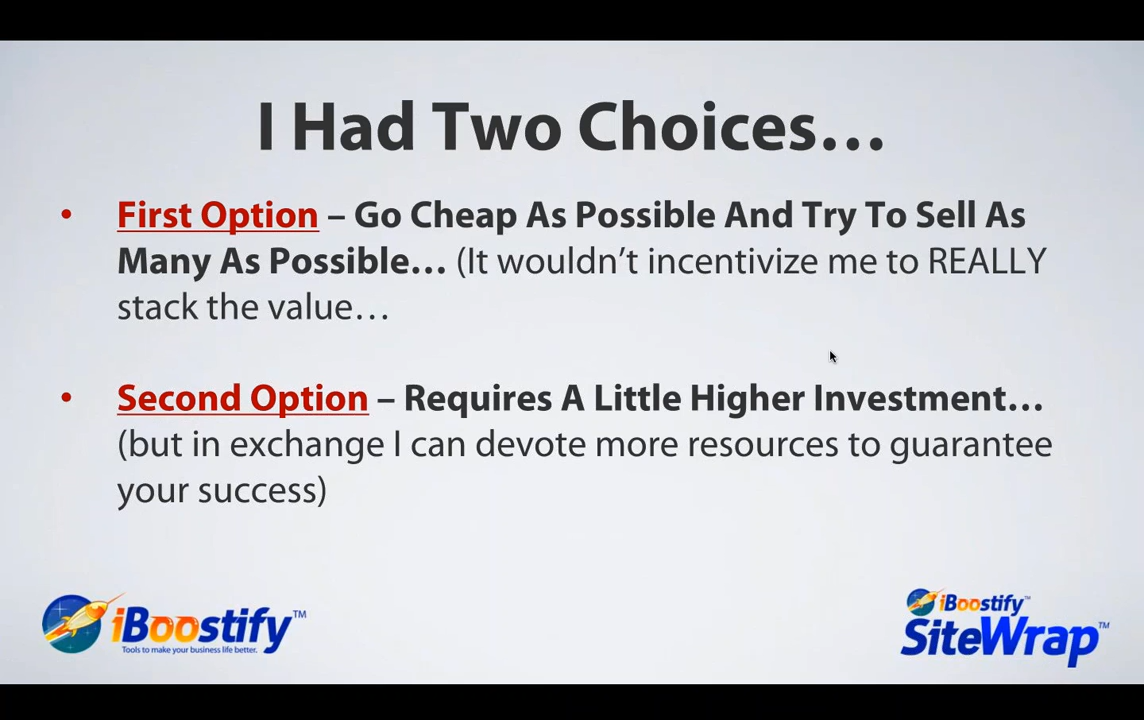 I Had Two Choices…
• First Option – Go Cheap As Possible And Try To Sell As
Many As Possible… (It wouldn’t incentivize me to REALLY
stack the value…
• Second Option – Requires A Little Higher Investment…
(but in exchange I can devote more resources to guarantee
your success)
iBoostify™
Tools to make your business life better.
iBoostify™
SiteWrap™